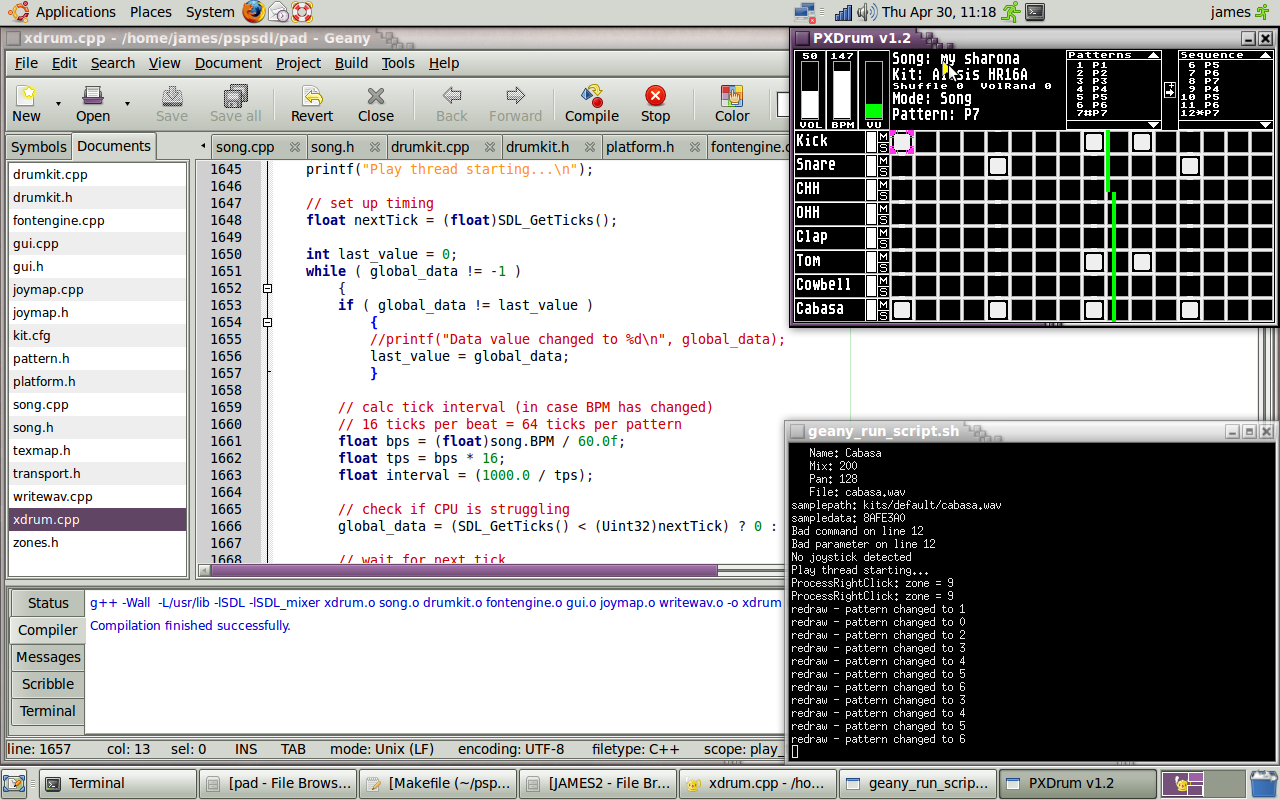 Applications Places System Thu Apr 30, 11:18 james
xdrum.cpp - /home/james/pspsdl/pad - Geany
File Edit Search View Document Project Build Tools Help
New Open Save Save all Revert Close Back Forward Compile Stop Color
Symbols Documents
song.cpp song.h drumkit.cpp drumkit.h platform.h fontengine.c
drumkit.cpp
drumkit.h
fontengine.cpp
gui.cpp
gui.h
joymap.cpp
joymap.h
kit.cfg
pattern.h
platform.h
song.cpp
song.h
texmap.h
transport.h
writewav.cpp
xdrum.cpp
zones.h
1645 printf("Play thread starting...\n");
1646
1647 // set up timing
1648 float nextTick = (float)SDL_GetTicks();
1649
1650 int last_value = 0;
1651 while ( global_data != -1 )
1652 {
1653 if ( global_data != last_value )
1654 {
1655 //printf("Data value changed to %d\n", global_data);
1656 last_value = global_data;
1657 }
1658
1659 // calc tick interval (in case BPM has changed)
1660 // 16 ticks per beat = 64 ticks per pattern
1661 float bps = (float)song.BPM / 60.0f;
1662 float tps = bps * 16;
1663 float interval = (1000.0 / tps);
1664
1665 // check if CPU is struggling
1666 global_data = (SDL_GetTicks() < (Uint32)nextTick) ? 0 :
1667
1668 // wait for next tick
Status
Compiler
Messages
Scribble
Terminal
g++ -Wall -L/usr/lib -lSDL -lSDL_mixer xdrum.o song.o drumkit.o fontengine.o gui.o joymap.o writewav.o -o xdrum
Compilation finished successfully.
line: 1657 col: 13 sel: 0 INS TAB mode: Unix (LF) encoding: UTF-8 filetype: C++ scope: play_
PXDrum v1.2
50 147
VOL BPM VU
Song: my sharona
Kit: Alesis HR16A
Shuffle 0 VolRand 0
Mode: Song
Pattern: P7
Patterns
1 P1
2 P2
3 P3
4 P4
5 P5
6 P6
7#P7
Sequence
6 P5
7 P6
8 P7
9 P4
10 P5
11 P6
12*P7
Kick M S
Snare M S
CHH M S
OHH M S
Clap M S
Tom M S
Cowbell M S
Cabasa M S
geany_run_script.sh
Name: Cabasa
Mix: 200
Pan: 128
File: cabasa.wav
samplepath: kits/default/cabasa.wav
sampledata: 8AFE3A0
Bad command on line 12
Bad parameter on line 12
No joystick detected
Play thread starting...
ProcessRightClick: zone = 9
ProcessRightClick: zone = 9
redraw - pattern changed to 1
redraw - pattern changed to 0
redraw - pattern changed to 2
redraw - pattern changed to 3
redraw - pattern changed to 4
redraw - pattern changed to 5
redraw - pattern changed to 6
redraw - pattern changed to 3
redraw - pattern changed to 4
redraw - pattern changed to 5
redraw - pattern changed to 6
Terminal [pad - File Brows... [Makefile (~/psp... [JAMES2 - File Br... xdrum.cpp - /ho... geany_run_scrip... PXDrum v1.2